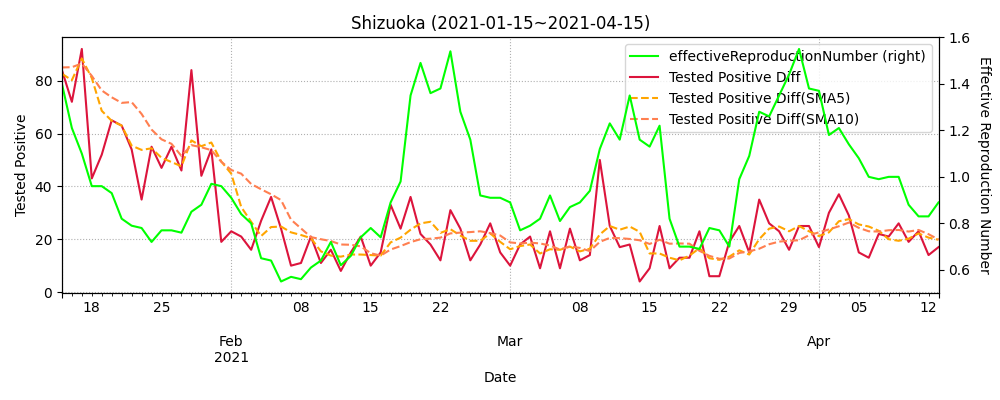 Shizuoka (2021-01-15~2021-04-15)
effectiveReproductionNumber (right)
Tested Positive Diff
Tested Positive Diff(SMA5)
Tested Positive Diff(SMA10)
Tested Positive
80
60
40
20
0
1.6
1.4
1.2
1.0
0.8
0.6
Effective Reproduction Number
18 25 08 15 22 08 15 22 29 05 12
Feb Mar Apr
2021
Date